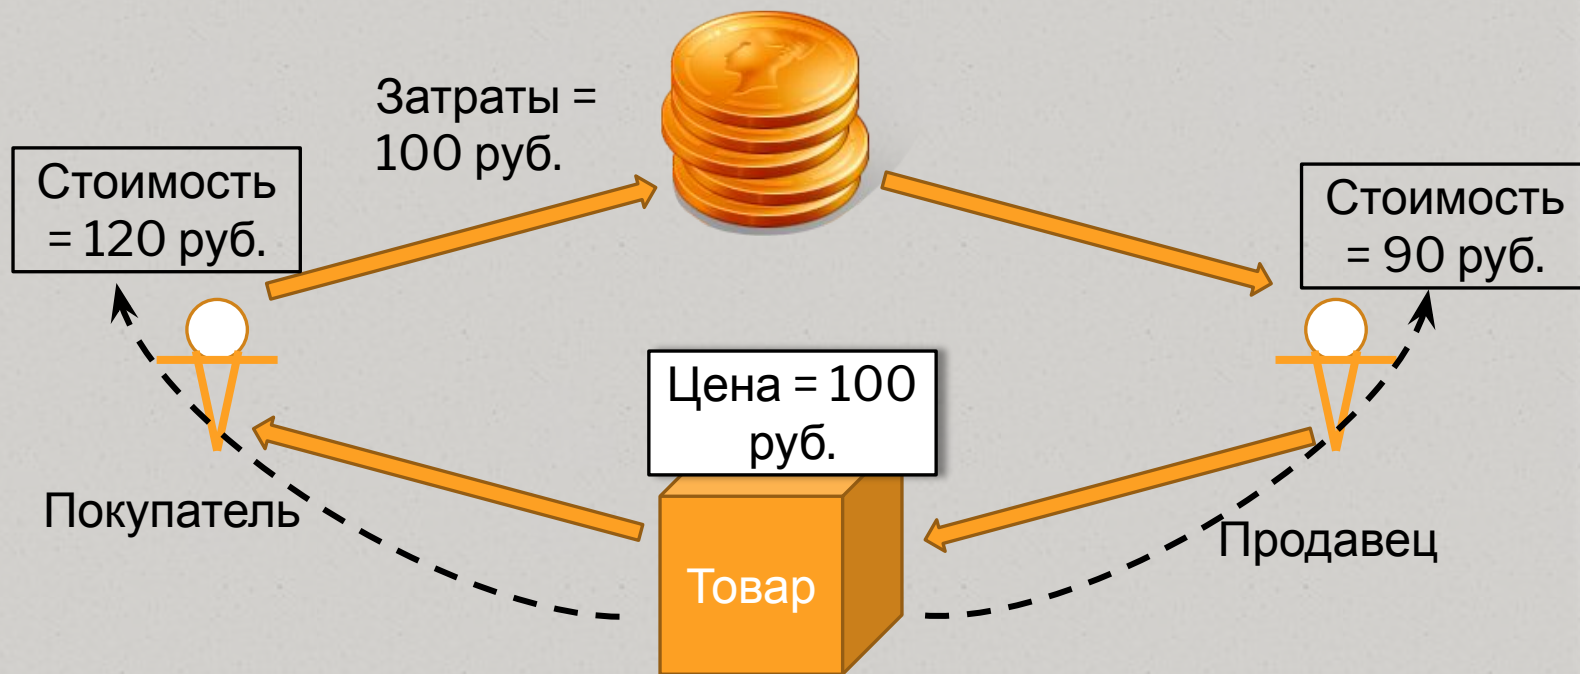 Затраты =
100 руб.
Стоимость
= 120 руб.
Стоимость
= 90 руб.
Цена = 100
руб.
Покупатель
Продавец
Товар